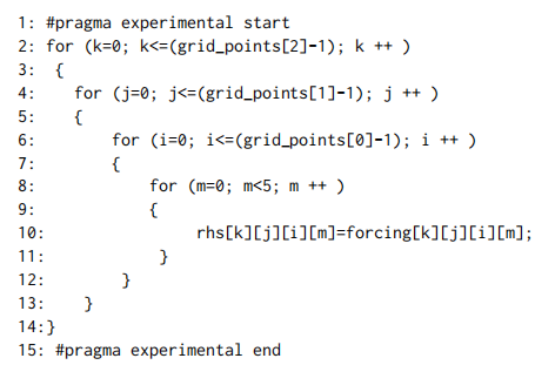 1: #pragma experimental start
2: for (k=0; k<=(grid_points[2]-1); k ++ )
3: {
4: for (j=0; j<=(grid_points[1]-1); j ++ )
5: {
6: for (i=0; i<=(grid_points[0]-1); i ++ )
7: {
8: for (m=0; m<5; m ++ )
9: {
10: rhs[k][j][i][m]=forcing[k][j][i][m];
11: }
12: }
13: }
14:}
15: #pragma experimental end